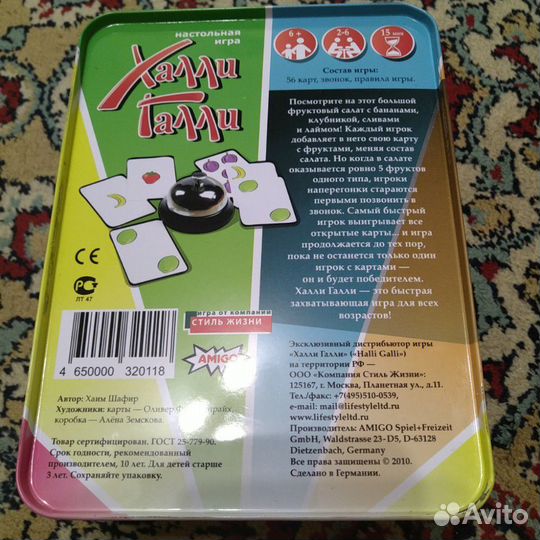 настольная
игра
Халли
Галли
6 +
2-6
15 мин
Состав игры:
56 карт, звонок, правила игры.
Посмотрите на этот большой
фруктовый салат с бананами,
клубникой, сливами
и лаймом! Каждый игрок
добавляет в него свою карту
с фруктами, меняя состав
салата. Но когда в салате
оказывается ровно 5 фруктов
одного типа, игроки
наперегонки стараются
первыми позвонить в
звонок. Самый быстрый
игрок выигрывает все
открытые карты... и игра
продолжается до тех пор,
пока не останется только один
игрок с картами —
он и будет победителем.
Халли Галли — это быстрая
захватывающая игра для всех
возрастов!
CE
РСТ
ЛТ 47
игра от компании
СТИЛЬ ЖИЗНИ
AMIGO
4 650000 320118
Автор: Хаим Шафир
Художники: карты — Оливер
коробка — Алёна Земскова.
Товар сертифицирован. ГОСТ 25-779-90.
Срок годности, рекомендованный
производителем, 10 лет. Для детей старше
3 лет. Сохраняйте упаковку.
Эксклюзивный дистрибьютор игры
«Халли Галли» («Halli Galli»)
на территории РФ —
ООО «Компания Стиль Жизни»:
125167, г. Москва, Планетная ул., д.11.
Тел./факс: +7(495)510-0539,
e-mail: mail@lifestyleltd.ru
www.lifestyleltd.ru
Производитель: AMIGO Spiel+Freizeit
GmbH, Waldstrasse 23-D5, D-63128
Dietzenbach, Germany
Все права защищены © 2010.
Сделано в Германии.
Avito